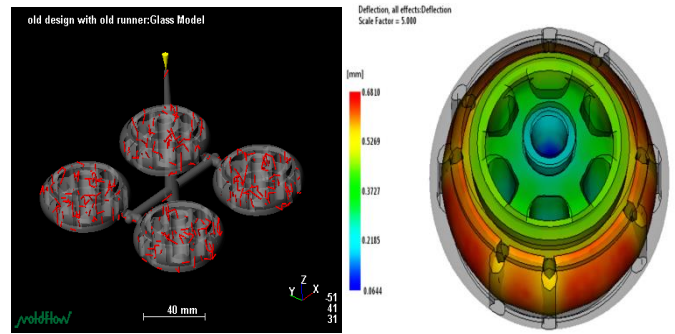 old design with old runner:Glass Model
40 mm
Z
Y X
-51
41
31
moldflow
Deflection, all effects:Deflection
Scale Factor = 5.000
[mm]
0.6810
0.5269
0.3727
0.2185
0.0644